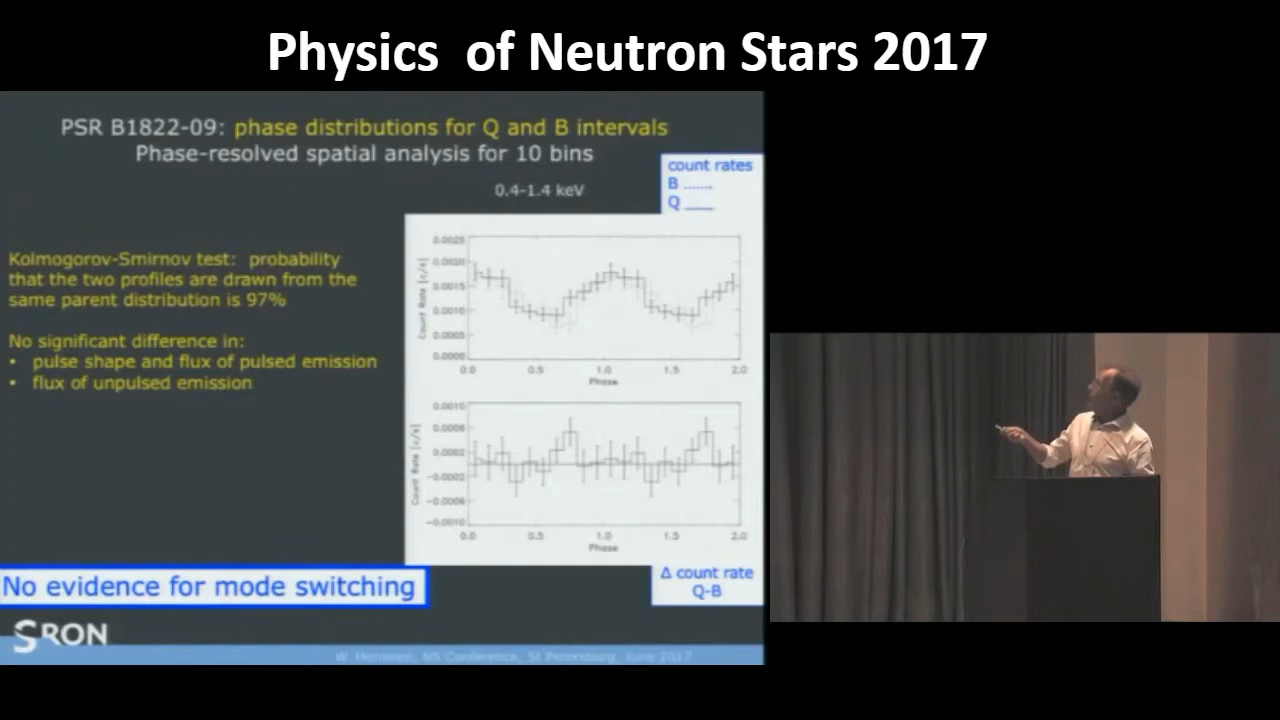 Physics of Neutron Stars 2017
PSR B1822-09: phase distributions for Q and B intervals
Phase-resolved spatial analysis for 10 bins
count rates
B .......
Q ____
0.4-1.4 keV
Kolmogorov-Smirnov test: probability
that the two profiles are drawn from the
same parent distribution is 97%
No significant difference in:
• pulse shape and flux of pulsed emission
• flux of unpulsed emission
Count Rate [c/s]
0.0025
0.0020
0.0015
0.0010
0.0005
0.0000
0.0 0.5 1.0 1.5 2.0
Phase
Count Rate [c/s]
0.0010
0.0006
0.0002
−0.0002
−0.0006
−0.0010
0.0 0.5 1.0 1.5 2.0
Phase
No evidence for mode switching
Δ count rate
Q-B
SRON
W. Hermsen, NS Conference, St Petersburg, June 2017